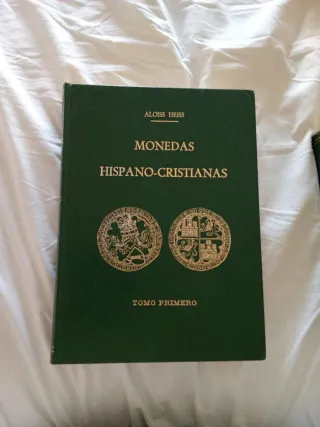 ALOISS HEISS
MONEDAS
HISPANO-CRISTIANAS
TOMO PRIMERO